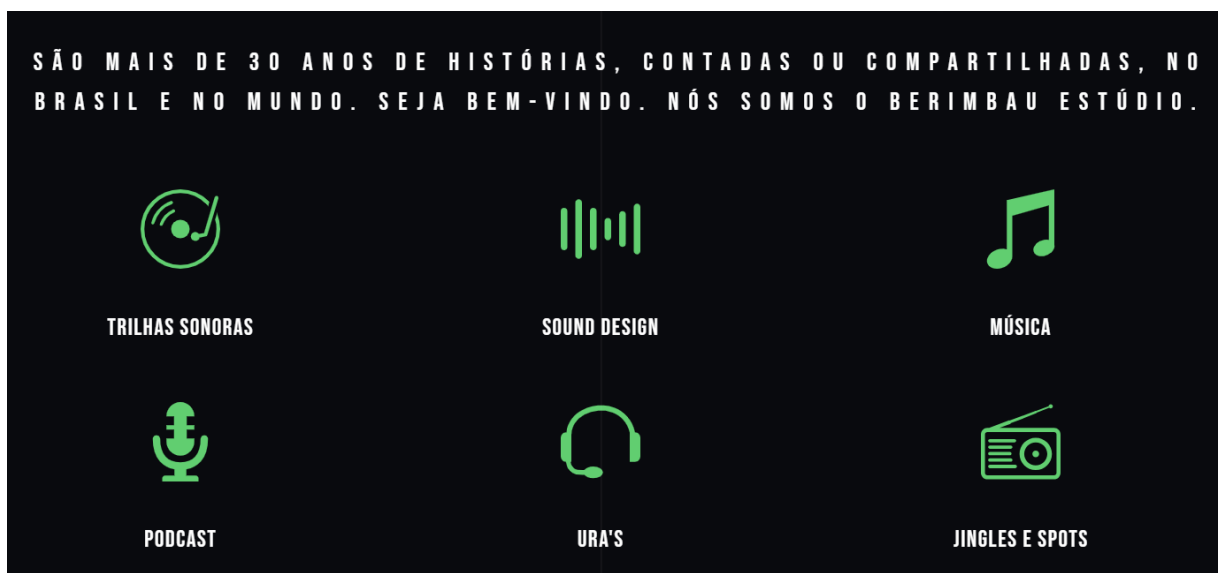 SÃO MAIS DE 30 ANOS DE HISTÓRIAS, CONTADAS OU COMPARTILHADAS, NO
BRASIL E NO MUNDO. SEJA BEM-VINDO. NÓS SOMOS O BERIMBAU ESTÚDIO.
TRILHAS SONORAS
SOUND DESIGN
MÚSICA
PODCAST
URA'S
JINGLES E SPOTS